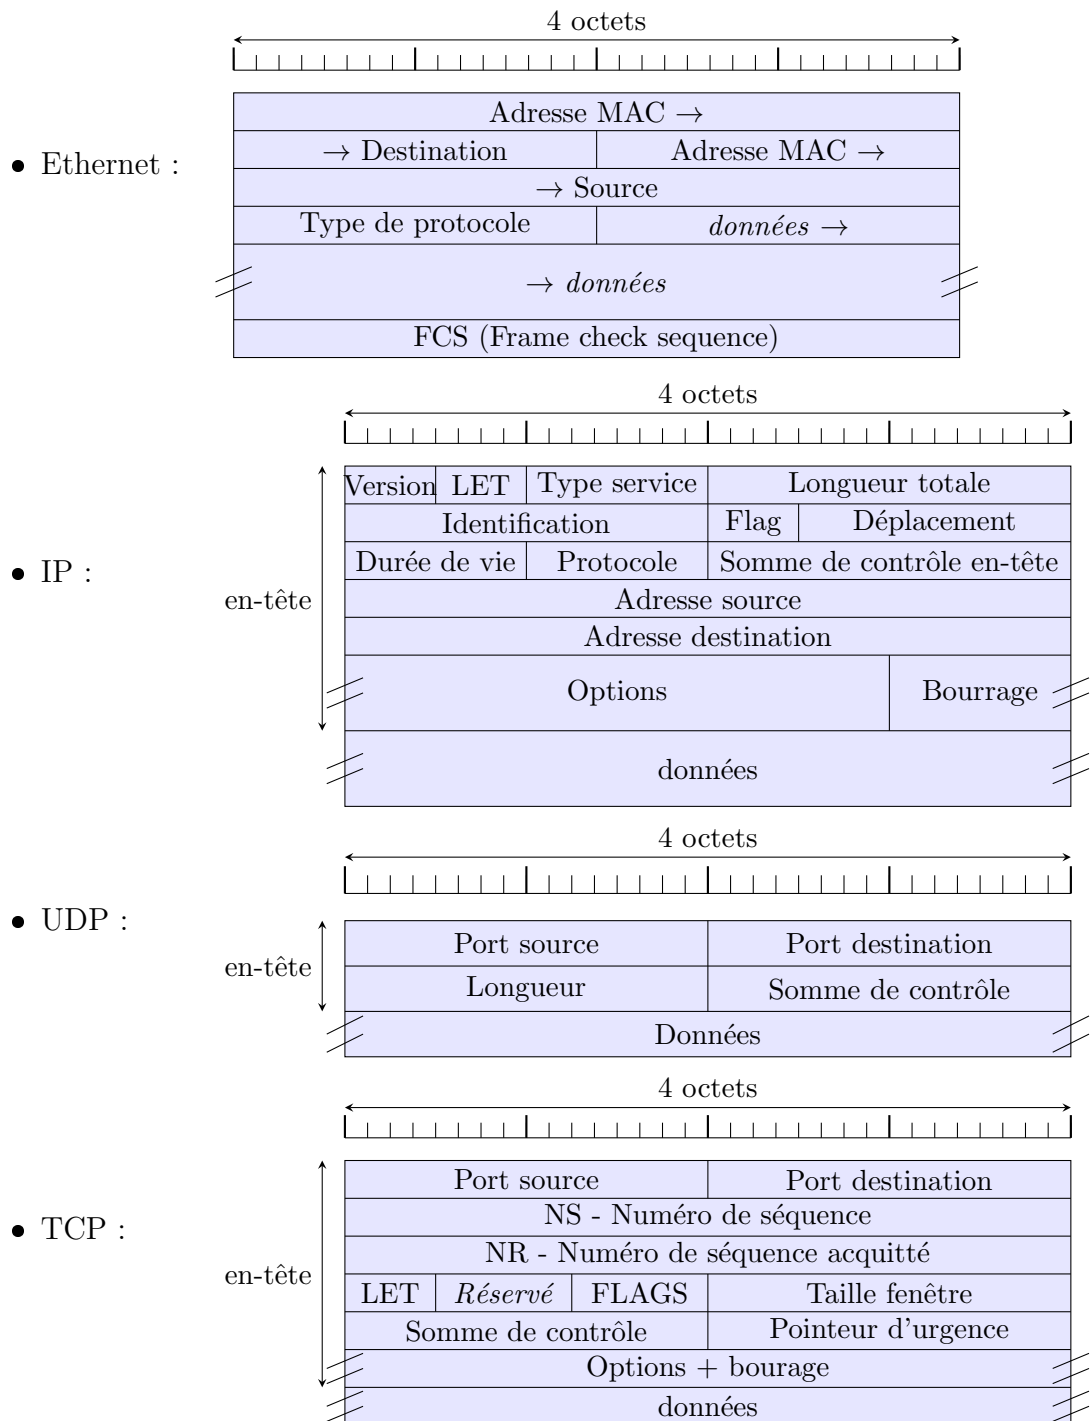 4 octets
Adresse MAC →
• Ethernet :
→ Destination Adresse MAC →
→ Source
Type de protocole données →
→ données
FCS (Frame check sequence)
4 octets
Version LET Type service Longueur totale
Identification Flag Déplacement
• IP :
Durée de vie Protocole Somme de contrôle en-tête
en-tête
Adresse source
Adresse destination
Options Bourrage
données
4 octets
• UDP :
Port source Port destination
en-tête
Longueur Somme de contrôle
Données
4 octets
Port source Port destination
NS - Numéro de séquence
• TCP :
NR - Numéro de séquence acquitté
en-tête
LET Réservé FLAGS Taille fenêtre
Somme de contrôle Pointeur d'urgence
Options + bourage
données